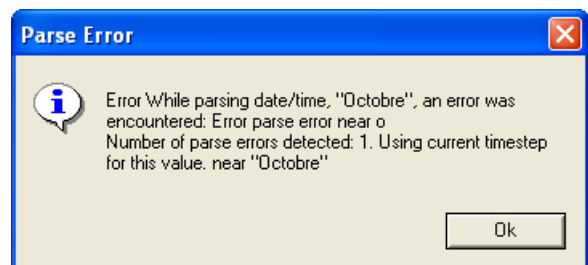 Parse Error
Error While parsing date/time, "Octobre", an error was
encountered: Error parse error near o
Number of parse errors detected: 1. Using current timestep
for this value. near "Octobre"
Ok